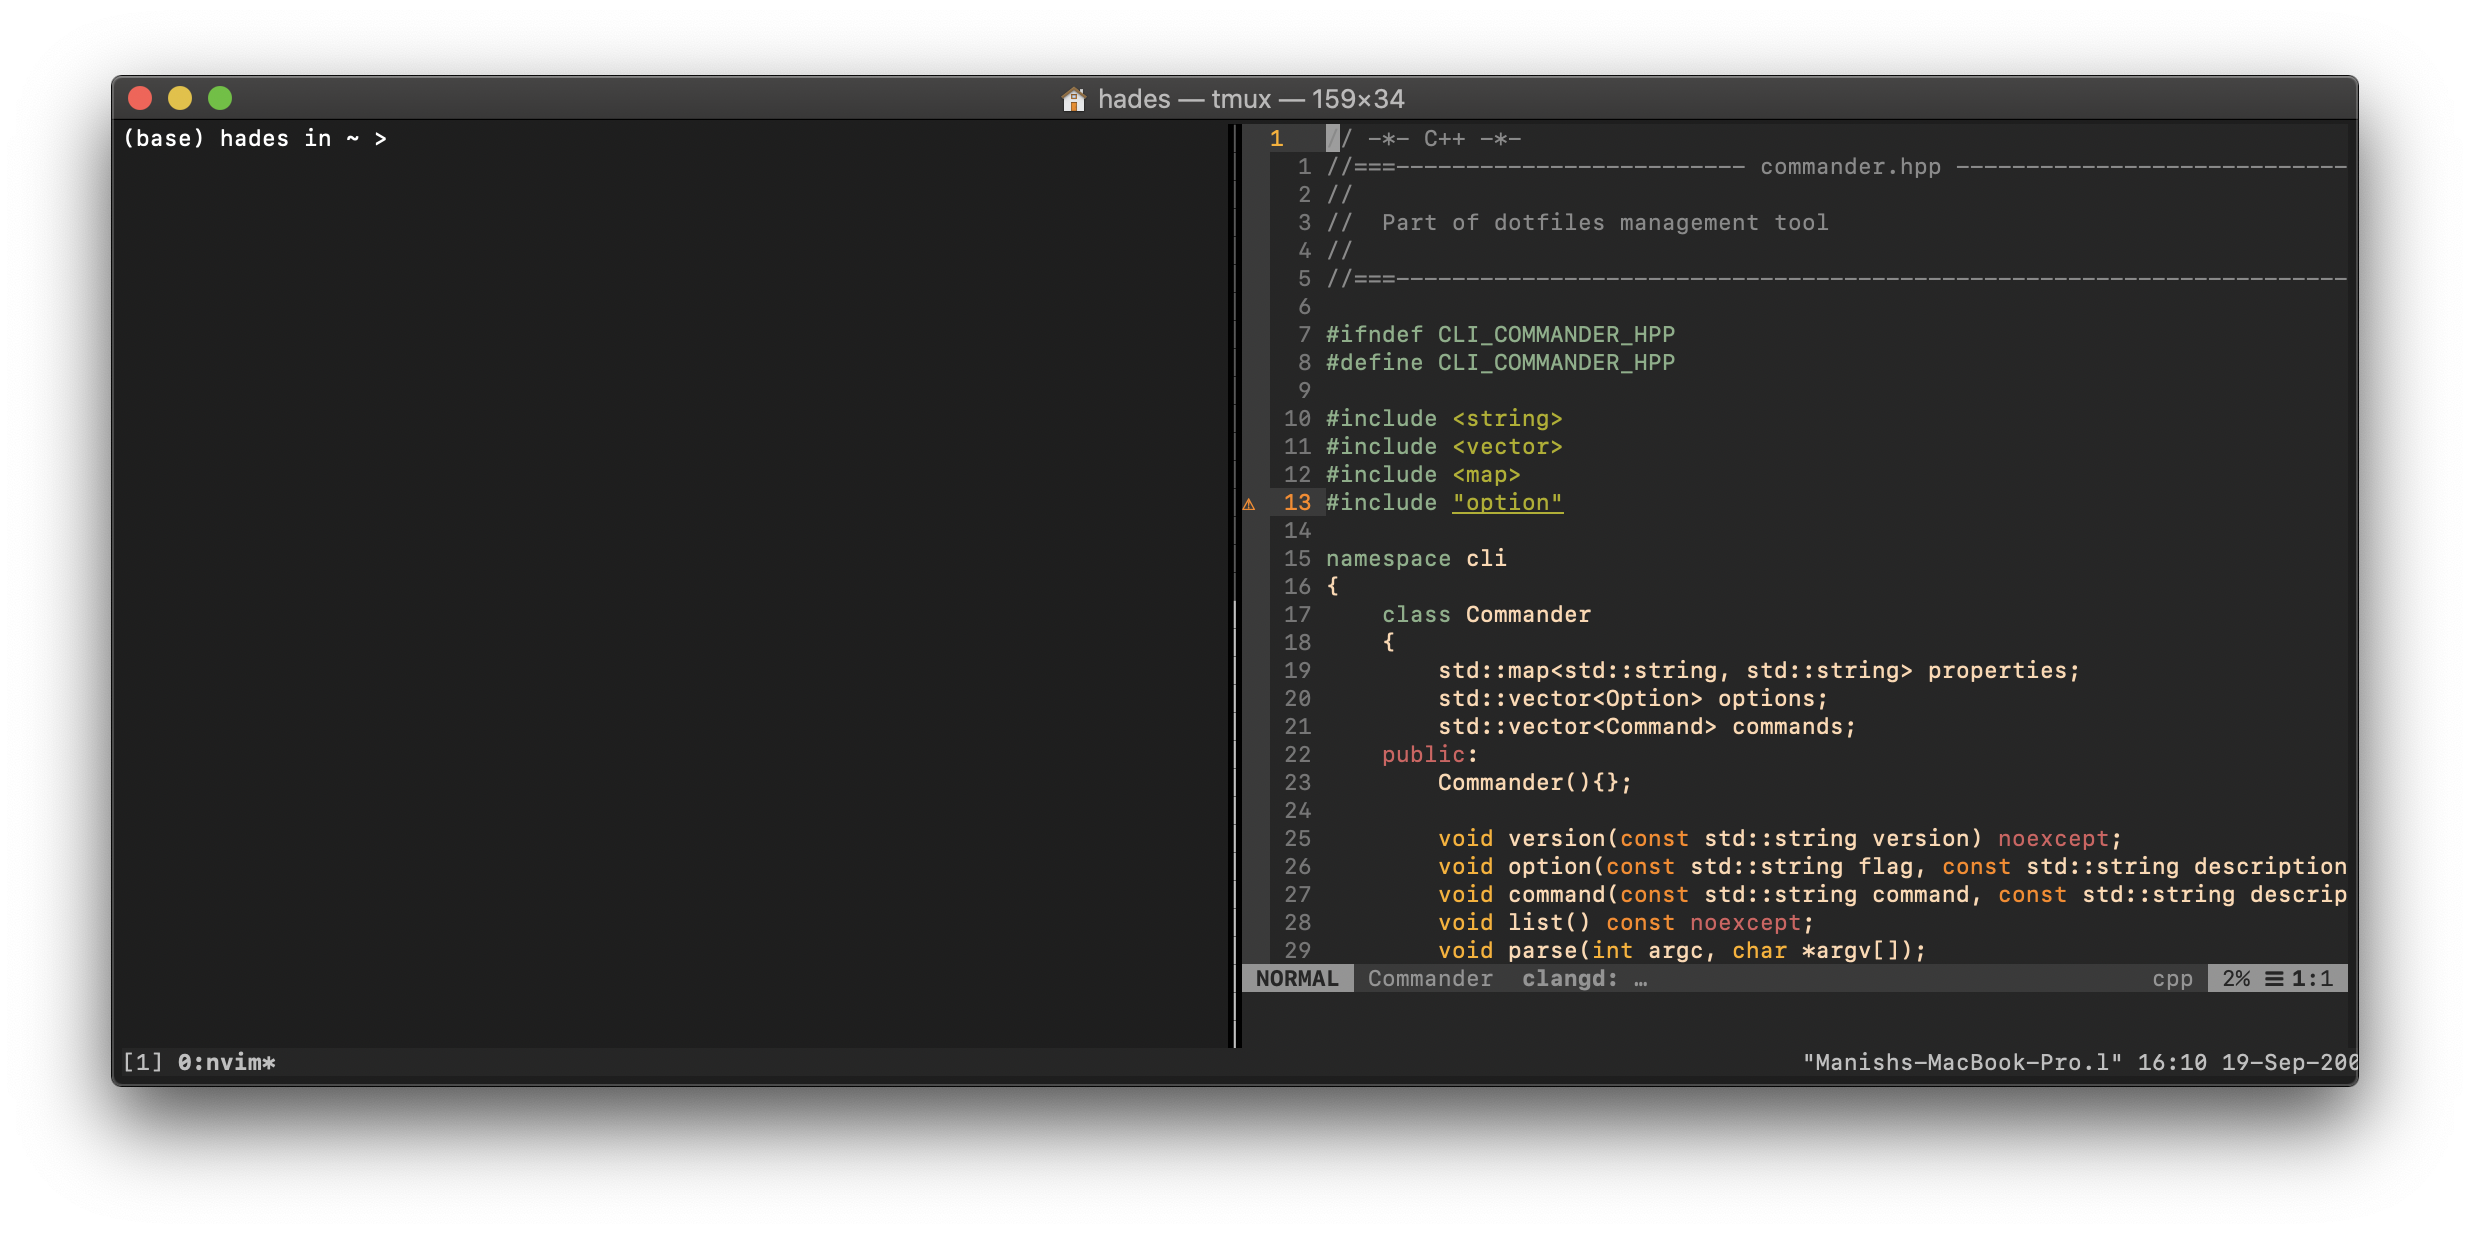 hades — tmux — 159×34
(base) hades in ~ >
1 // -*- C++ -*-
1 //===------------------------- commander.hpp ----------------------------
2 //
3 //  Part of dotfiles management tool
4 //
5 //===--------------------------------------------------------------------
6
7 #ifndef CLI_COMMANDER_HPP
8 #define CLI_COMMANDER_HPP
9
10 #include <string>
11 #include <vector>
12 #include <map>
⚠ 13 #include "option"
14
15 namespace cli
16 {
17     class Commander
18     {
19         std::map<std::string, std::string> properties;
20         std::vector<Option> options;
21         std::vector<Command> commands;
22     public:
23         Commander(){};
24
25         void version(const std::string version) noexcept;
26         void option(const std::string flag, const std::string description
27         void command(const std::string command, const std::string descrip
28         void list() const noexcept;
29         void parse(int argc, char *argv[]);
NORMAL Commander clangd: … cpp 2% ☰ 1:1
[1] 0:nvim* "Manishs-MacBook-Pro.l" 16:10 19-Sep-200